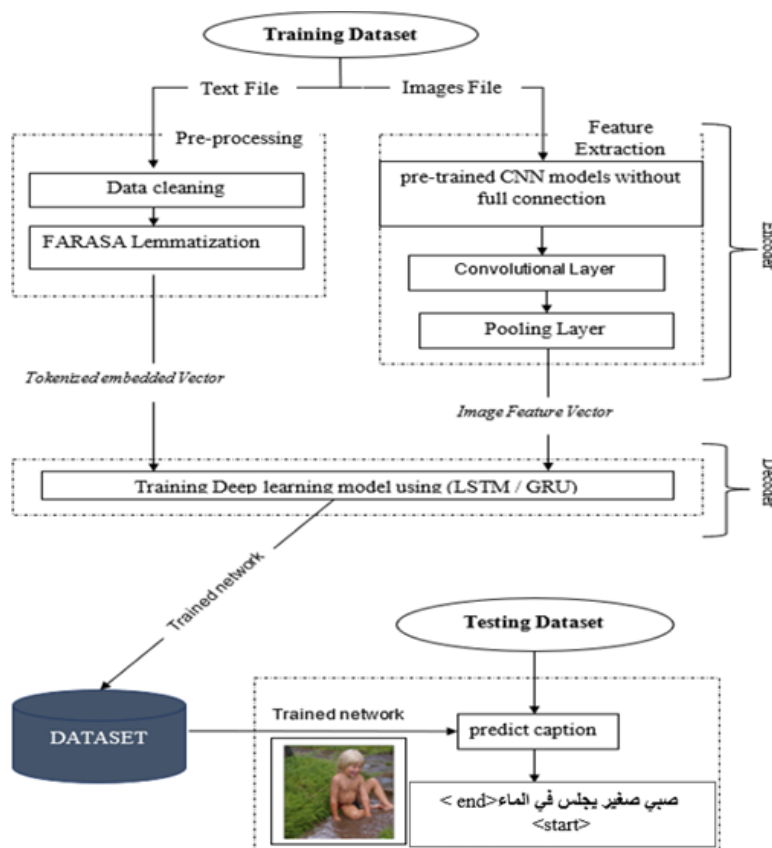 Training Dataset
Text File
Images File
Pre-processing
Data cleaning
FARASA Lemmatization
Feature
Extraction
pre-trained CNN models without
full connection
Convolutional Layer
Pooling Layer
Encoder
Tokenized embedded Vector
Image Feature Vector
Training Deep learning model using (LSTM / GRU)
Decoder
Trained network
Testing Dataset
DATASET
Trained network
predict caption
صبي صغير يجلس في الماء<end >
<start>